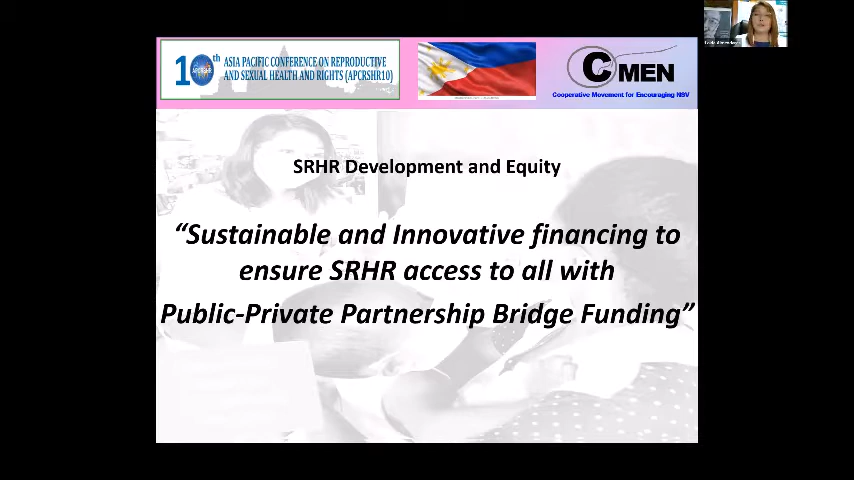 10th
ASIA PACIFIC CONFERENCE ON REPRODUCTIVE
AND SEXUAL HEALTH AND RIGHTS (APCRSHR10)
CMEN
Cooperative Movement for Encouraging NSV
SRHR Development and Equity
“Sustainable and Innovative financing to
ensure SRHR access to all with
Public-Private Partnership Bridge Funding”